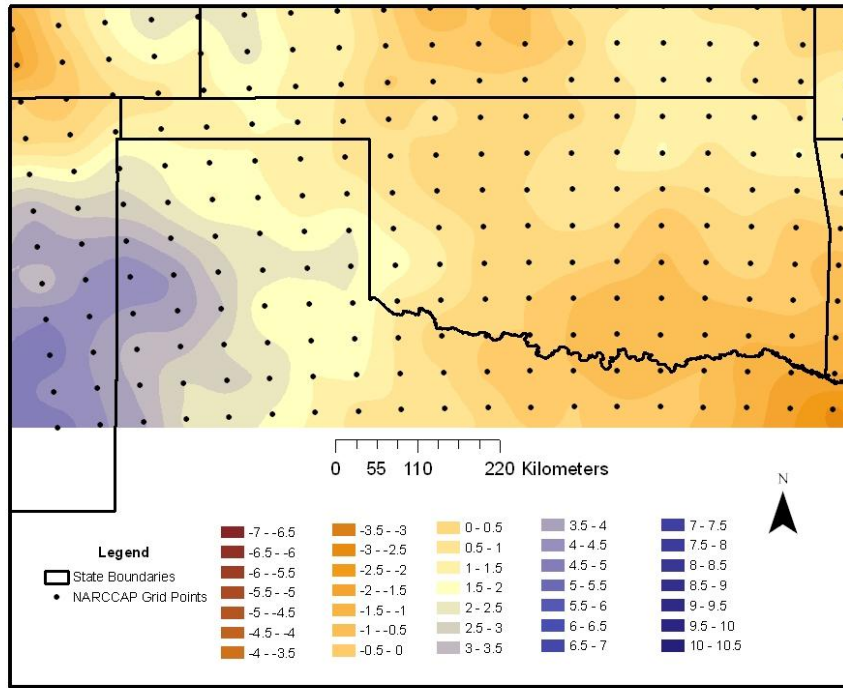 0 55 110 220 Kilometers
N
Legend
State Boundaries
NARCCAP Grid Points
-7 - -6.5
-6.5 - -6
-6 - -5.5
-5.5 - -5
-5 - -4.5
-4.5 - -4
-4 - -3.5
-3.5 - -3
-3 - -2.5
-2.5 - -2
-2 - -1.5
-1.5 - -1
-1 - -0.5
-0.5 - 0
0 - 0.5
0.5 - 1
1 - 1.5
1.5 - 2
2 - 2.5
2.5 - 3
3 - 3.5
3.5 - 4
4 - 4.5
4.5 - 5
5 - 5.5
5.5 - 6
6 - 6.5
6.5 - 7
7 - 7.5
7.5 - 8
8 - 8.5
8.5 - 9
9 - 9.5
9.5 - 10
10 - 10.5